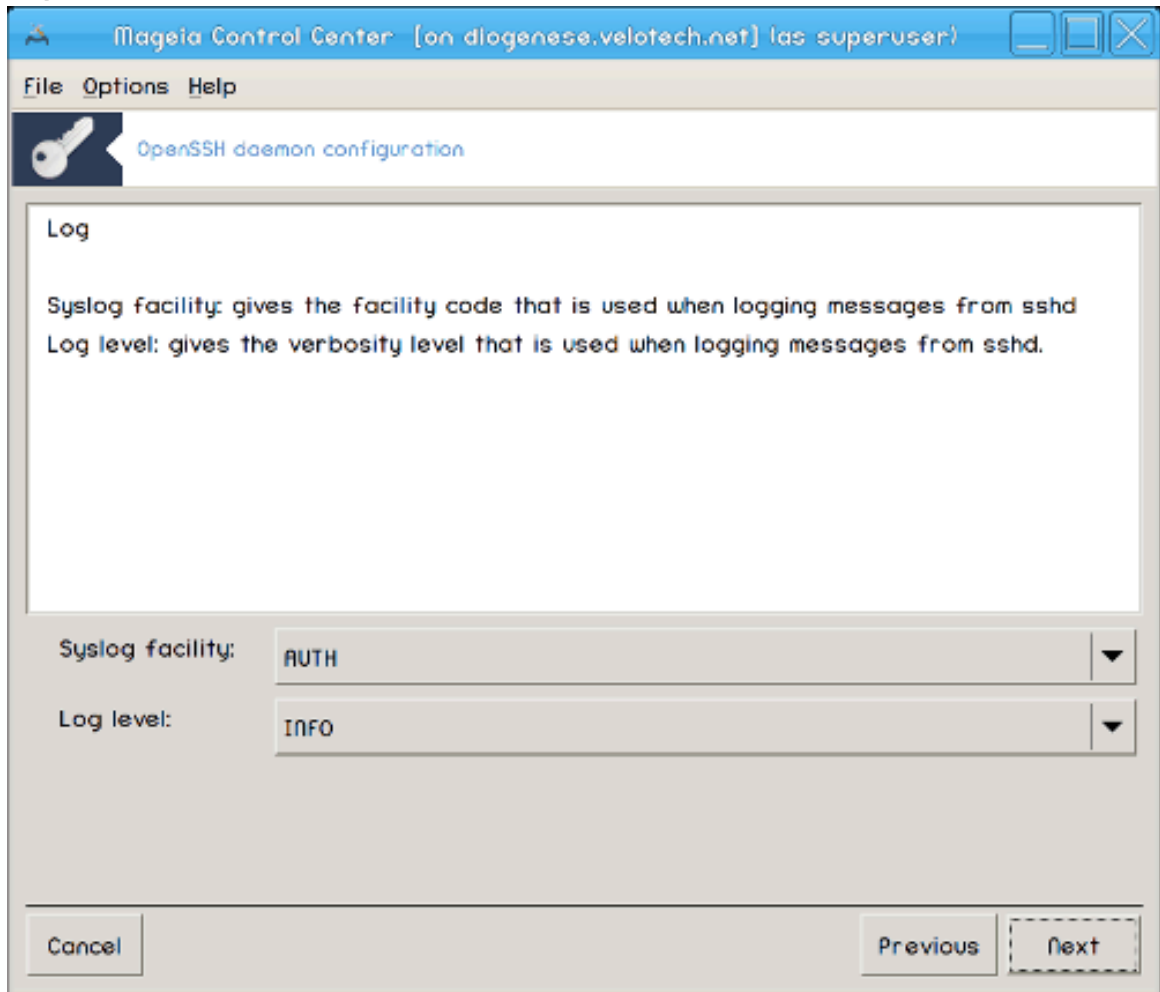 Mageia Control Center [on diogenese.velotech.net] (as superuser)
File Options Help
OpenSSH daemon configuration
Log
Syslog facility: gives the facility code that is used when logging messages from sshd
Log level: gives the verbosity level that is used when logging messages from sshd.
Syslog facility:
AUTH
Log level:
INFO
Cancel Previous Next